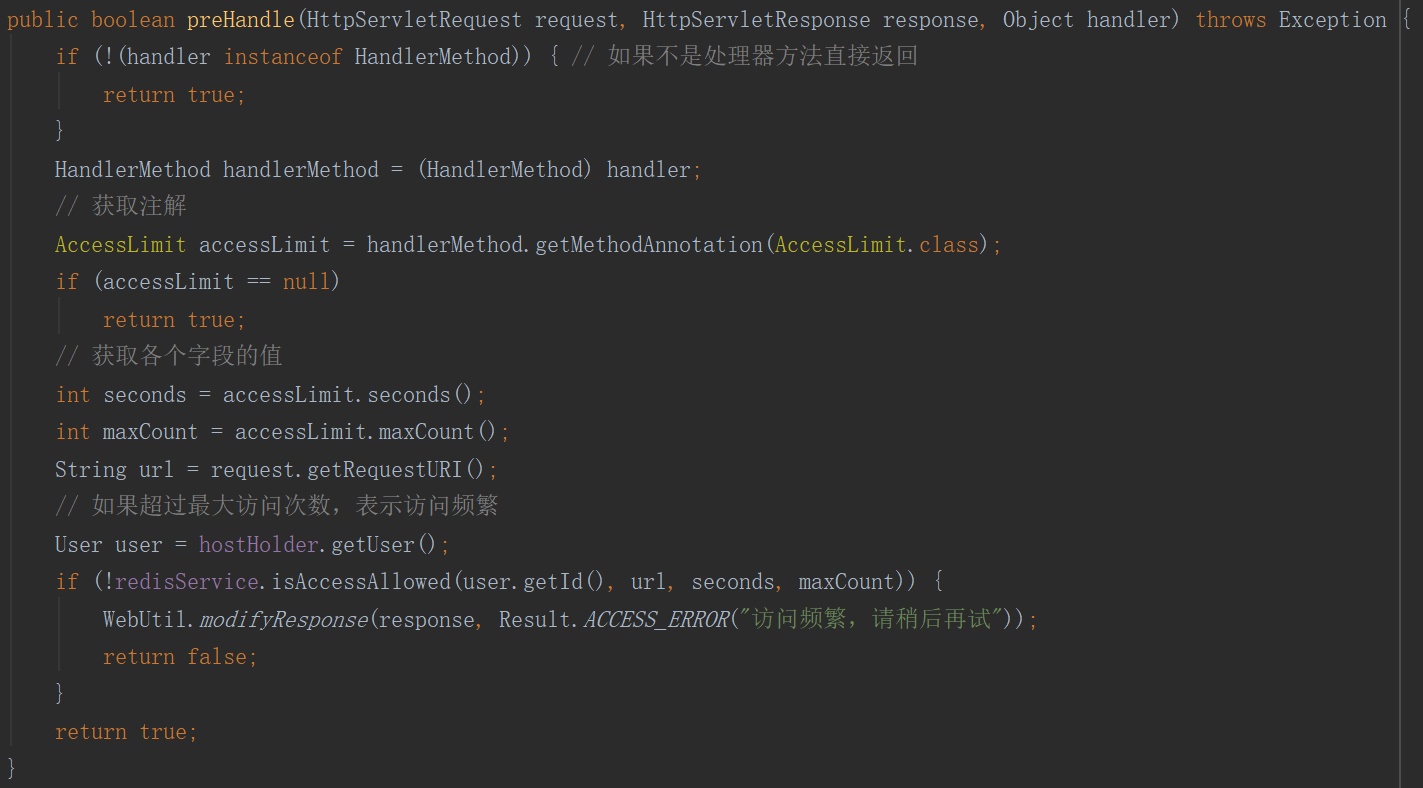 public boolean preHandle(HttpServletRequest request, HttpServletResponse response, Object handler) throws Exception {
    if (!(handler instanceof HandlerMethod)) { // 如果不是处理器方法直接返回
        return true;
    }
    HandlerMethod handlerMethod = (HandlerMethod) handler;
    // 获取注解
    AccessLimit accessLimit = handlerMethod.getMethodAnnotation(AccessLimit.class);
    if (accessLimit == null)
        return true;
    // 获取各个字段的值
    int seconds = accessLimit.seconds();
    int maxCount = accessLimit.maxCount();
    String url = request.getRequestURI();
    // 如果超过最大访问次数，表示访问频繁
    User user = hostHolder.getUser();
    if (!redisService.isAccessAllowed(user.getId(), url, seconds, maxCount)) {
        WebUtil.modifyResponse(response, Result.ACCESS_ERROR("访问频繁，请稍后再试"));
        return false;
    }
    return true;
}